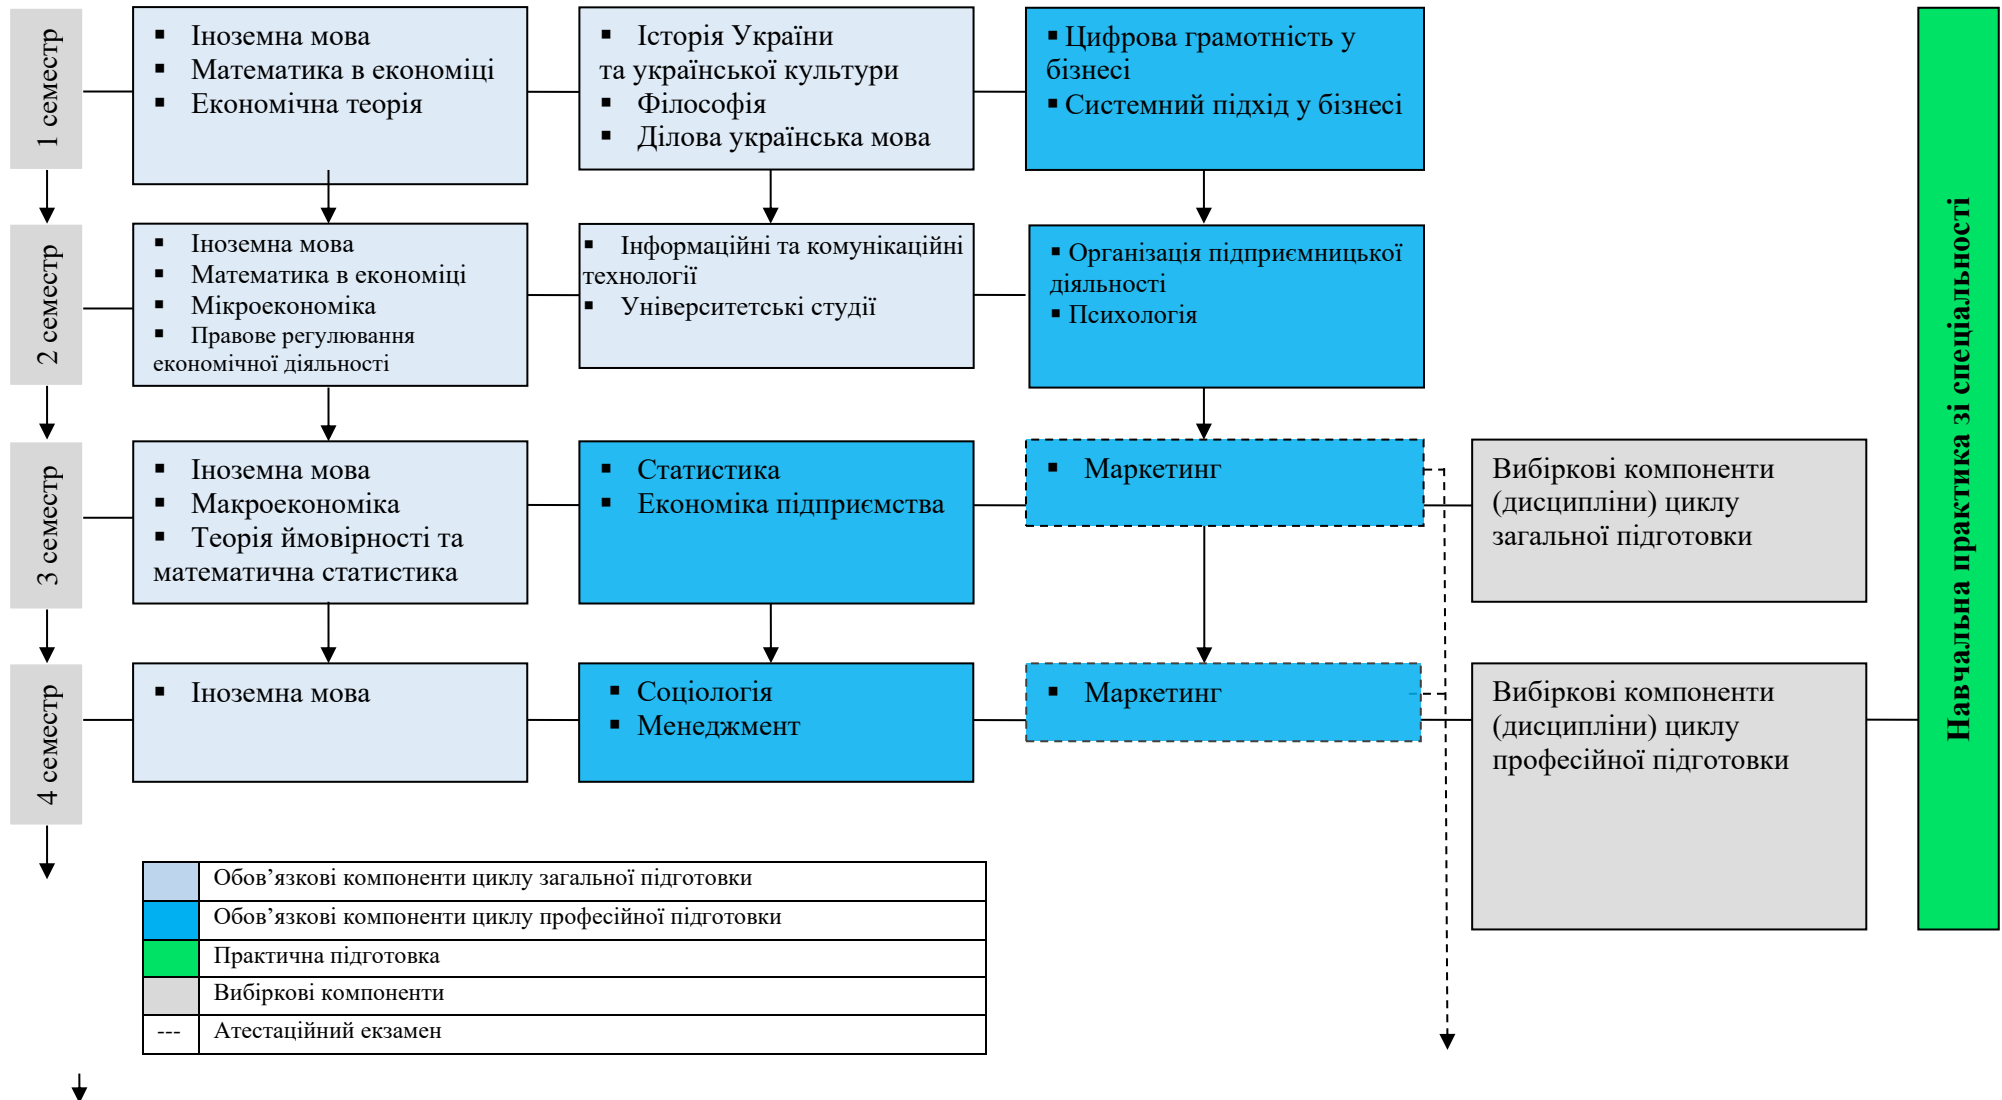 1 семестр
▪ Іноземна мова
▪ Математика в економіці
▪ Економічна теорія
▪ Історія України
та української культури
▪ Філософія
▪ Ділова українська мова
▪ Цифрова грамотність у
бізнесі
▪ Системний підхід у бізнесі
2 семестр
▪ Іноземна мова
▪ Математика в економіці
▪ Мікроекономіка
▪ Правове регулювання
економічної діяльності
▪ Інформаційні та комунікаційні
технології
▪ Університетські студії
▪ Організація підприємницької
діяльності
▪ Психологія
3 семестр
▪ Іноземна мова
▪ Макроекономіка
▪ Теорія ймовірності та
математична статистика
▪ Статистика
▪ Економіка підприємства
▪ Маркетинг
Вибіркові компоненти
(дисципліни) циклу
загальної підготовки
4 семестр
▪ Іноземна мова
▪ Соціологія
▪ Менеджмент
▪ Маркетинг
Вибіркові компоненти
(дисципліни) циклу
професійної підготовки
Навчальна практика зі спеціальності
Обов’язкові компоненти циклу загальної підготовки
Обов’язкові компоненти циклу професійної підготовки
Практична підготовка
Вибіркові компоненти
--- Атестаційний екзамен